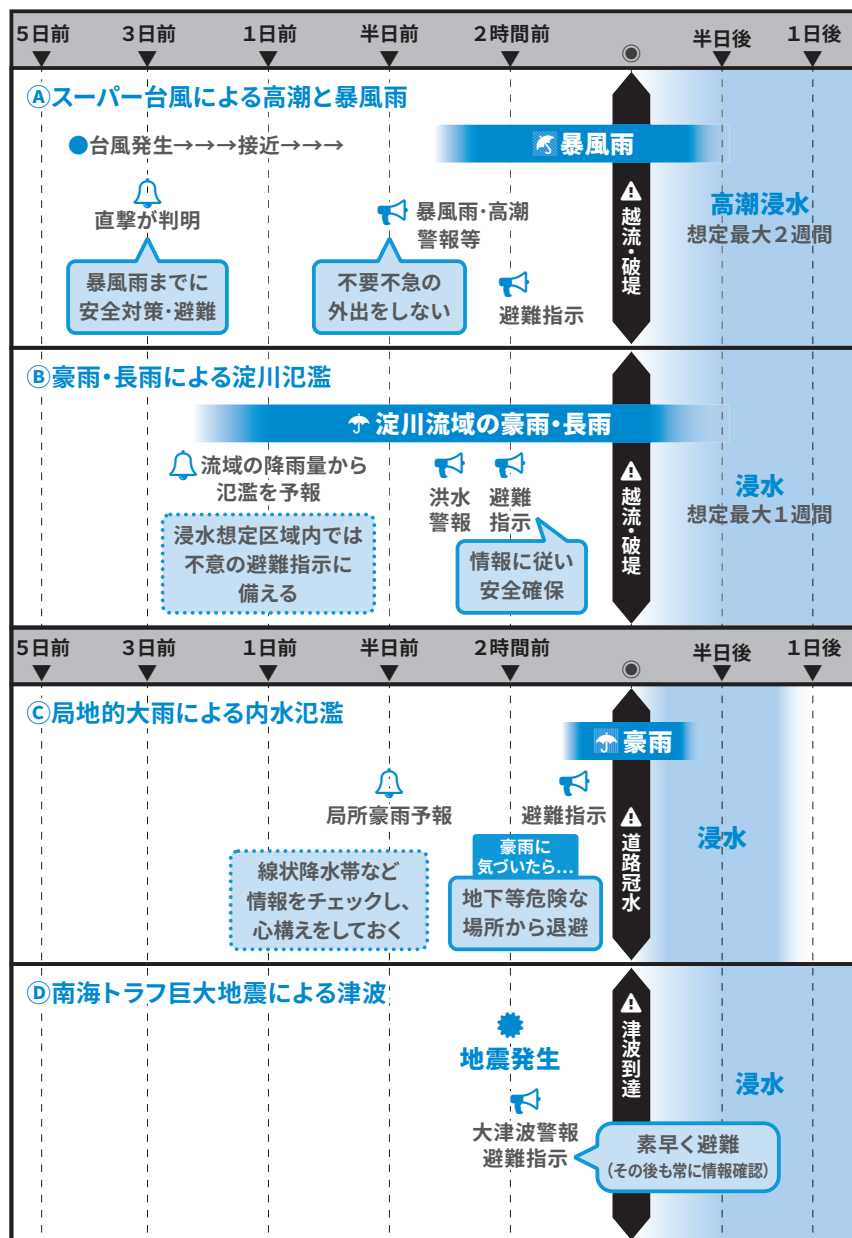 5日前 3日前 1日前 半日前 2時間前 半日後 1日後
Ⓐスーパー台風による高潮と暴風雨
●台風発生→→→接近→→→
暴風雨
直撃が判明
暴風雨までに
安全対策・避難
暴風雨・高潮
警報等
不要不急の
外出をしない
避難指示
越流・破堤
高潮浸水
想定最大2週間
Ⓑ豪雨・長雨による淀川氾濫
淀川流域の豪雨・長雨
流域の降雨量から
氾濫を予報
浸水想定区域内では
不意の避難指示に
備える
洪水
警報
避難
指示
情報に従い
安全確保
越流・破堤
浸水
想定最大1週間
5日前 3日前 1日前 半日前 2時間前 半日後 1日後
Ⓒ局地的大雨による内水氾濫
豪雨
局所豪雨予報
線状降水帯など
情報をチェックし、
心構えをしておく
避難指示
豪雨に
気づいたら…
地下等危険な
場所から退避
道路冠水
浸水
Ⓓ南海トラフ巨大地震による津波
地震発生
大津波警報
避難指示
素早く避難
(その後も常に情報確認)
津波到達
浸水